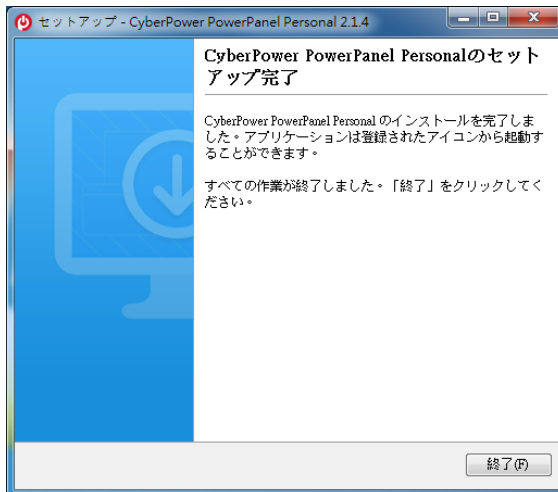 セットアップ - CyberPower PowerPanel Personal 2.1.4
CyberPower PowerPanel Personalのセット
アップ完了
CyberPower PowerPanel Personal のインストールを完了しま
した。アプリケーションは登録されたアイコンから起動す
ることができます。
すべての作業が終了しました。「終了」をクリックしてく
ださい。
終了(F)